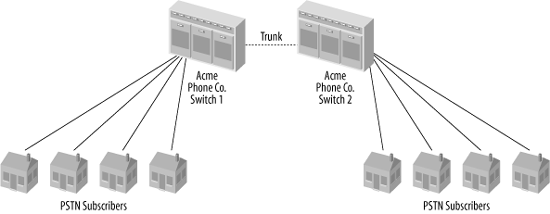 Trunk
Acme
Phone Co.
Switch 1
Acme
Phone Co.
Switch 2
PSTN Subscribers
PSTN Subscribers